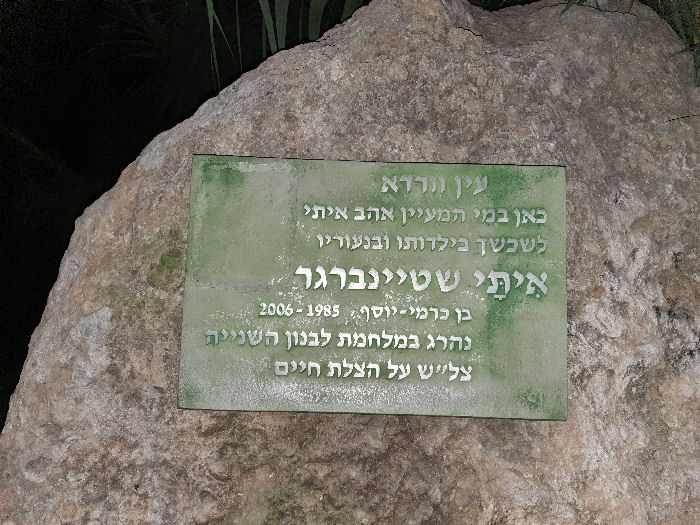 עין וורדא
כאן במי המעיין אהב איתי
לשכשך בילדותו ובנעוריו
אִיתַּי שטיינברגר
בן כרמי-יוסף, 1985 - 2006
נהרג במלחמת לבנון השנייה
צל״ש על הצלת חיים